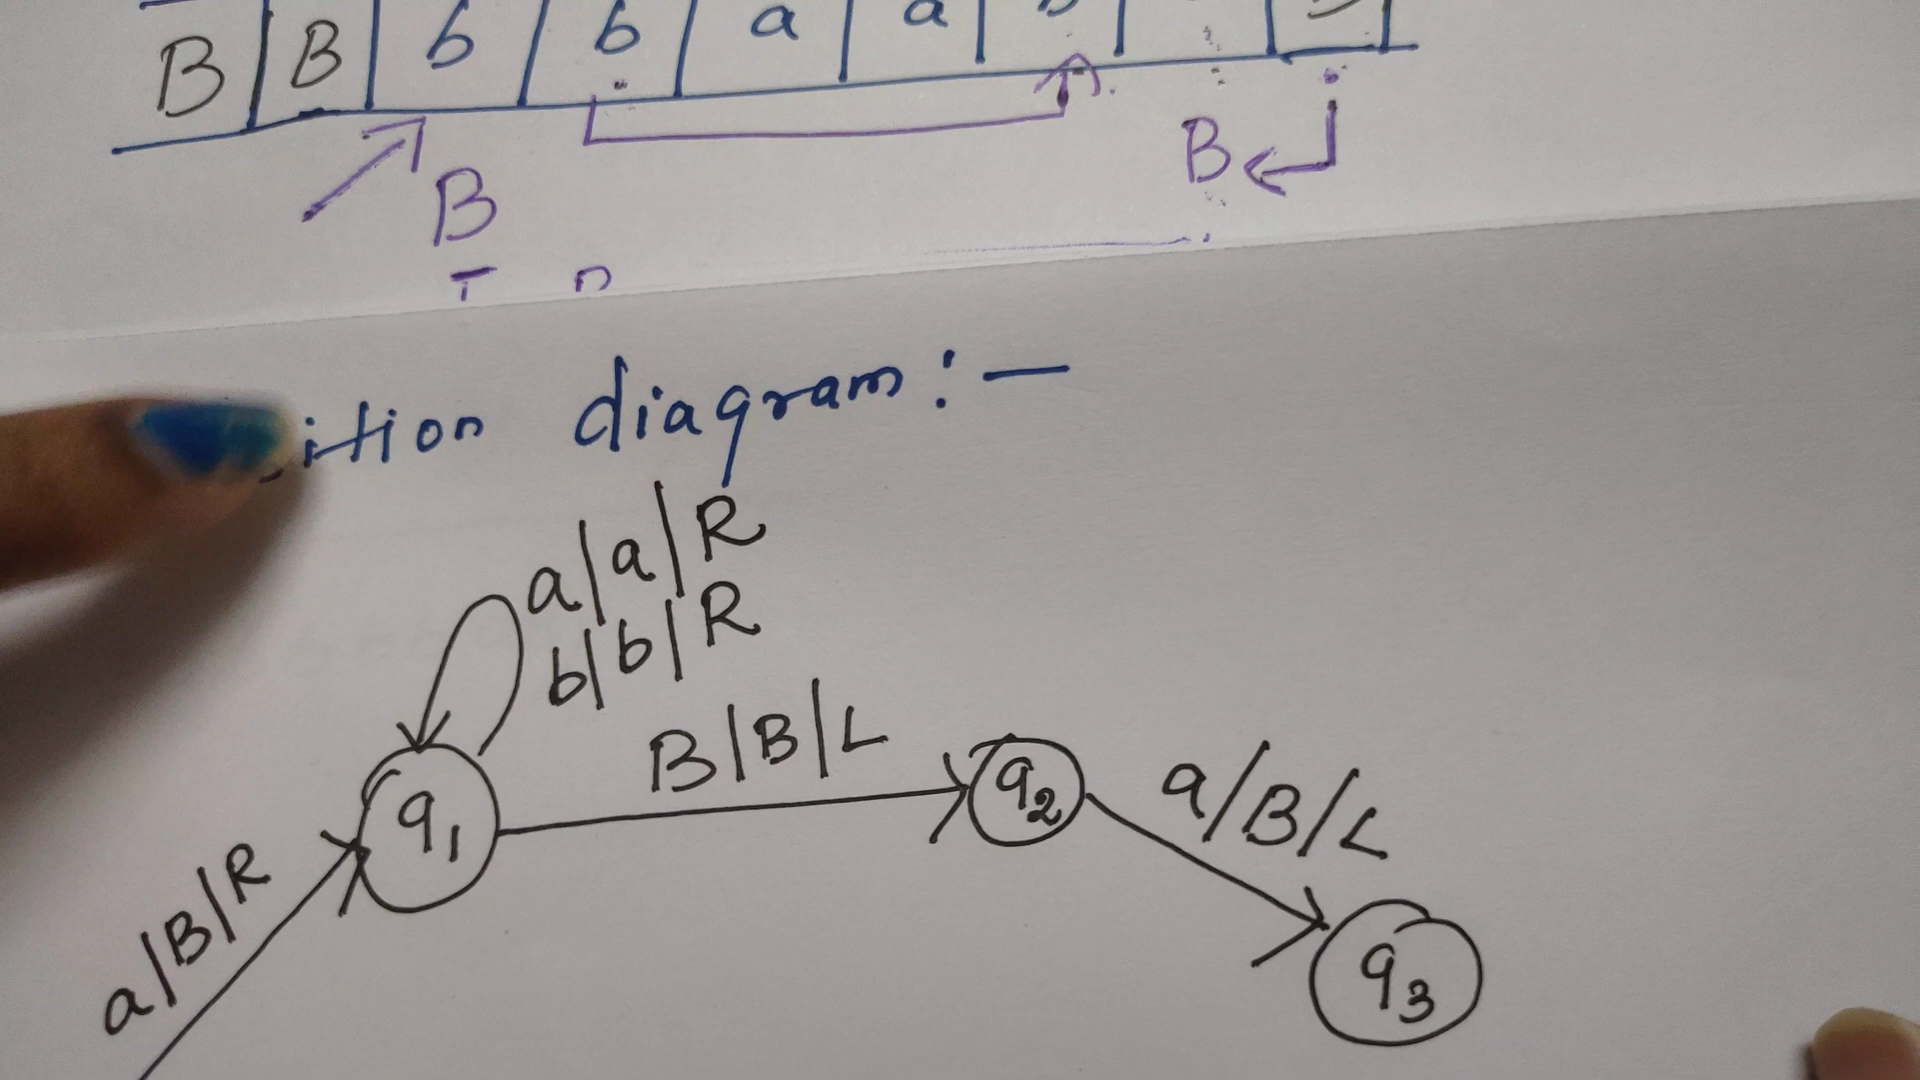 B B b b a a
B B
ition diagram:-
a/a/R
b/b/R
B/B/L
a/B/L
a/B/R
q1 q2
q3